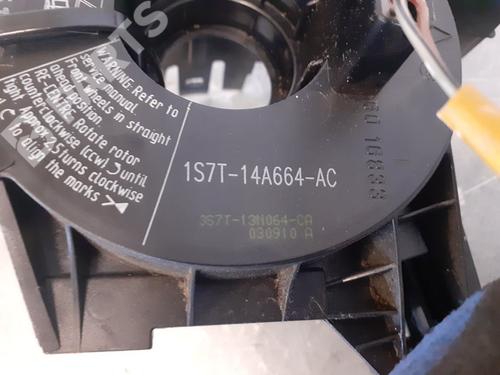 WARNING: Refer to
service manual.
Front wheels in straight
ahead position
RE-CENTRE Rotate rotor
counterclockwise (ccw) until
tight Approx 2.5 turns clockwise
to align the marks
1S7T-14A664-AC
3S7T-13N064-CA
030910 A